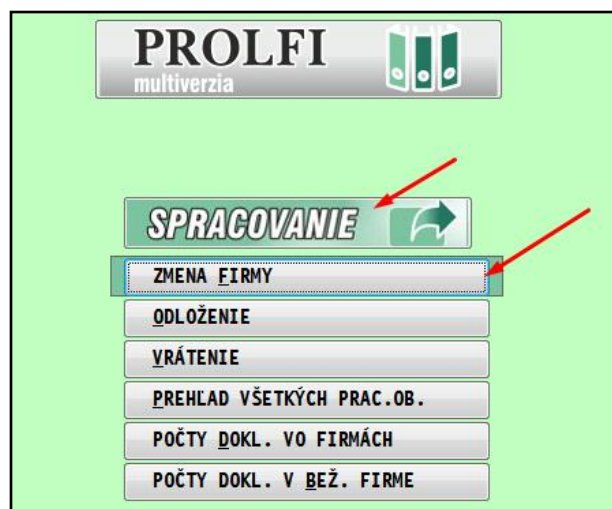 PROLFI
multiverzia
SPRACOVANIE
ZMENA FIRMY
ODLOŽENIE
VRÁTENIE
PREHĽAD VŠETKÝCH PRAC.OB.
POČTY DOKL. VO FIRMÁCH
POČTY DOKL. V BEŽ. FIRME